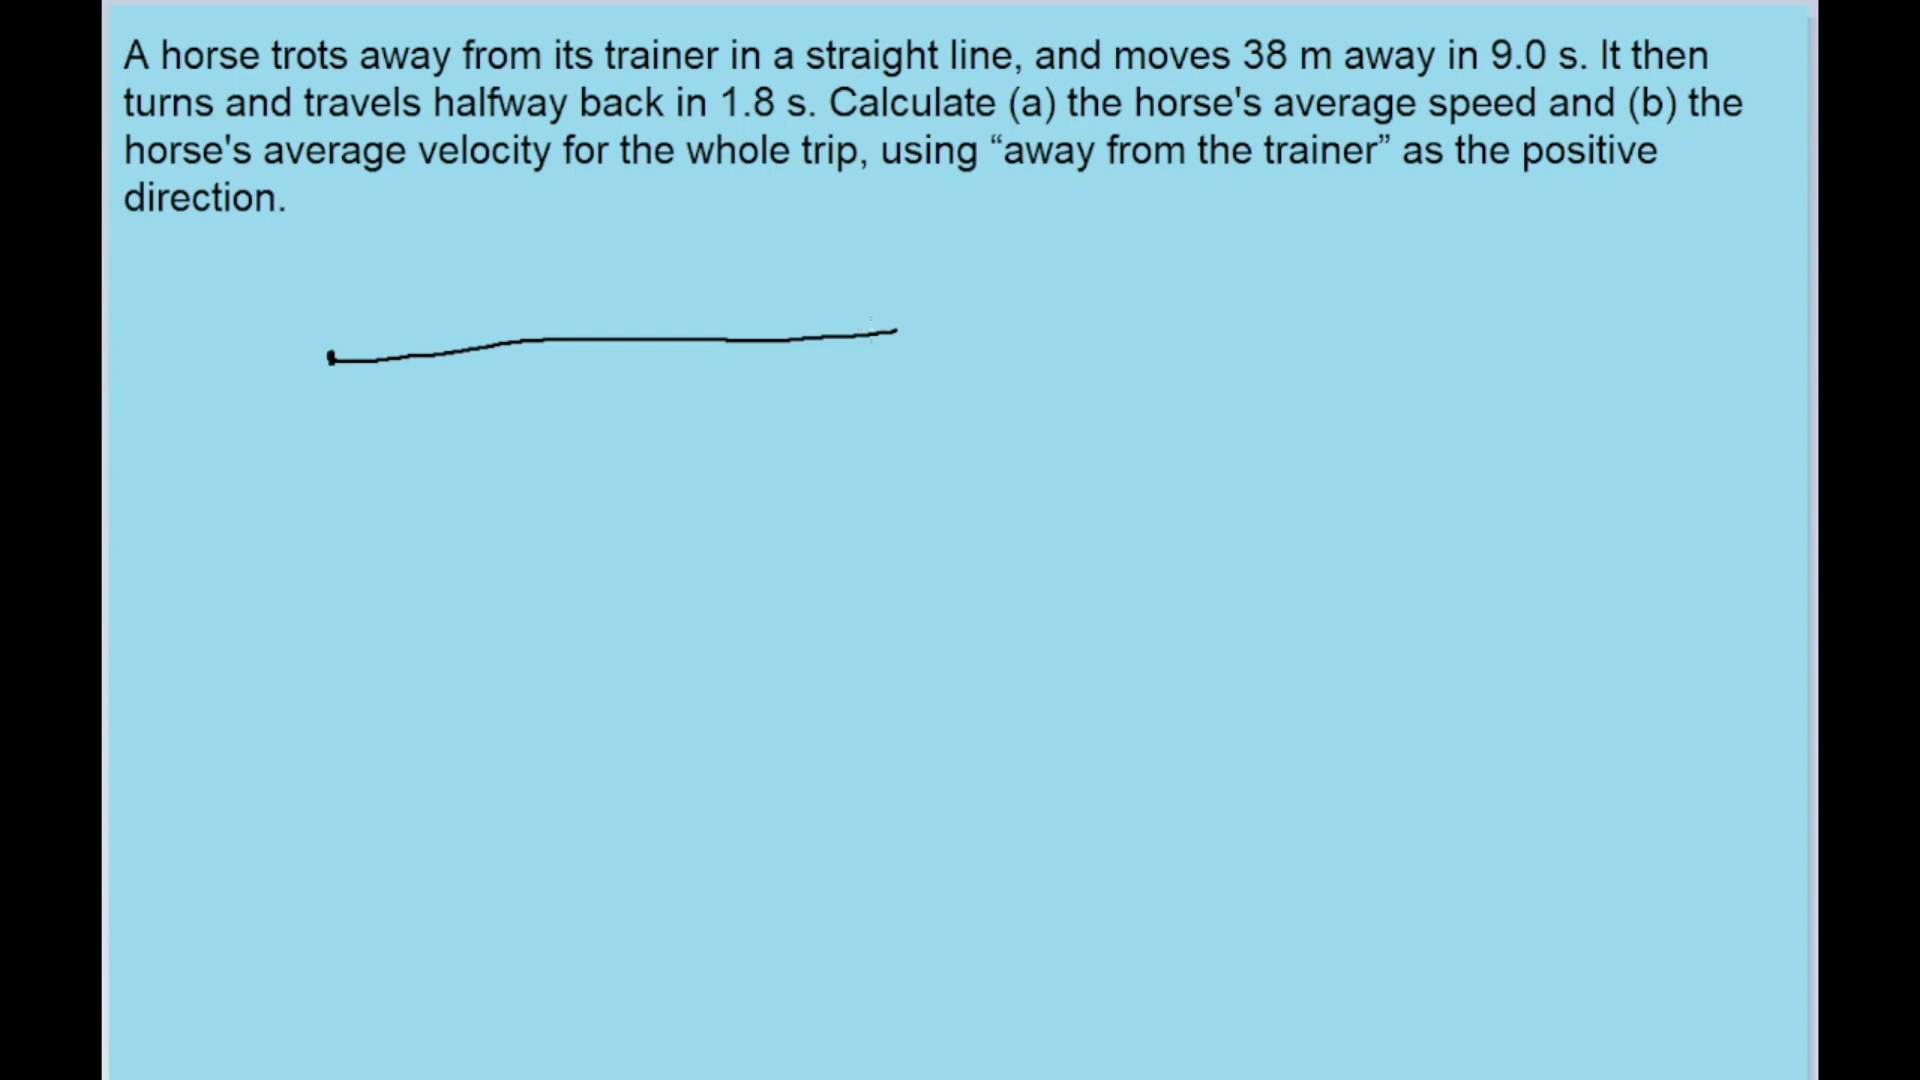 A horse trots away from its trainer in a straight line, and moves 38 m away in 9.0 s. It then
turns and travels halfway back in 1.8 s. Calculate (a) the horse's average speed and (b) the
horse's average velocity for the whole trip, using “away from the trainer” as the positive
direction.